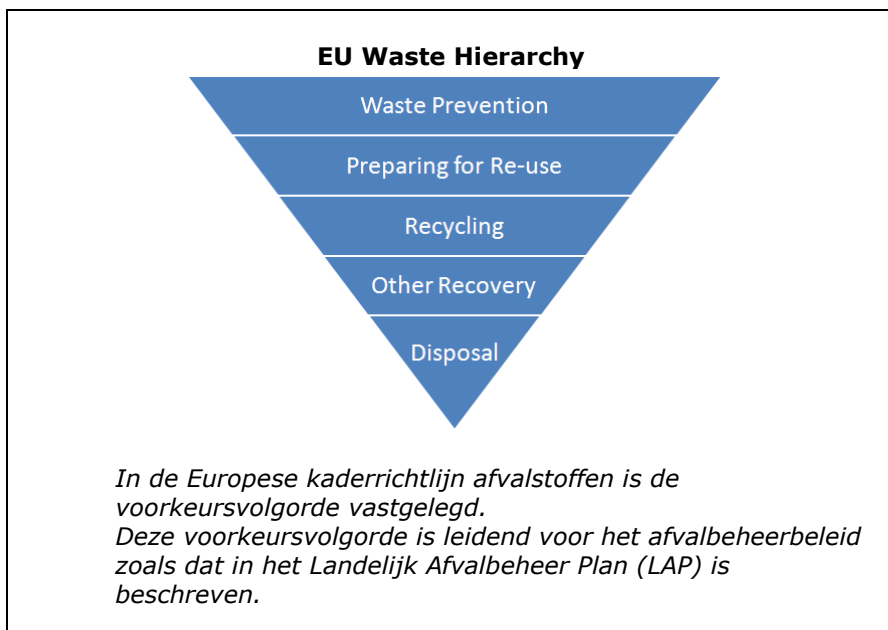 EU Waste Hierarchy
Waste Prevention
Preparing for Re-use
Recycling
Other Recovery
Disposal
In de Europese kaderrichtlijn afvalstoffen is de
voorkeursvolgorde vastgelegd.
Deze voorkeursvolgorde is leidend voor het afvalbeheerbeleid
zoals dat in het Landelijk Afvalbeheer Plan (LAP) is
beschreven.